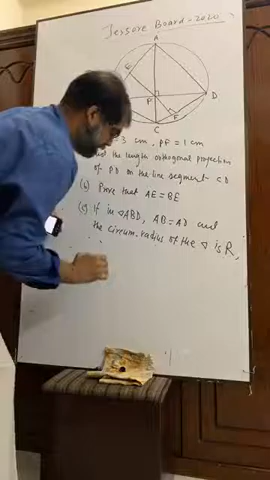 Jessore Board - 2020
A
E
D
P
F
C
= 3 cm, PF = 1 cm
the length orthogonal projection
of PD on the line segment CD
(b) Prove that AE = BE
(c) If in ▽ABD, AB = AD and
the circum. radius of the ▽ is R,